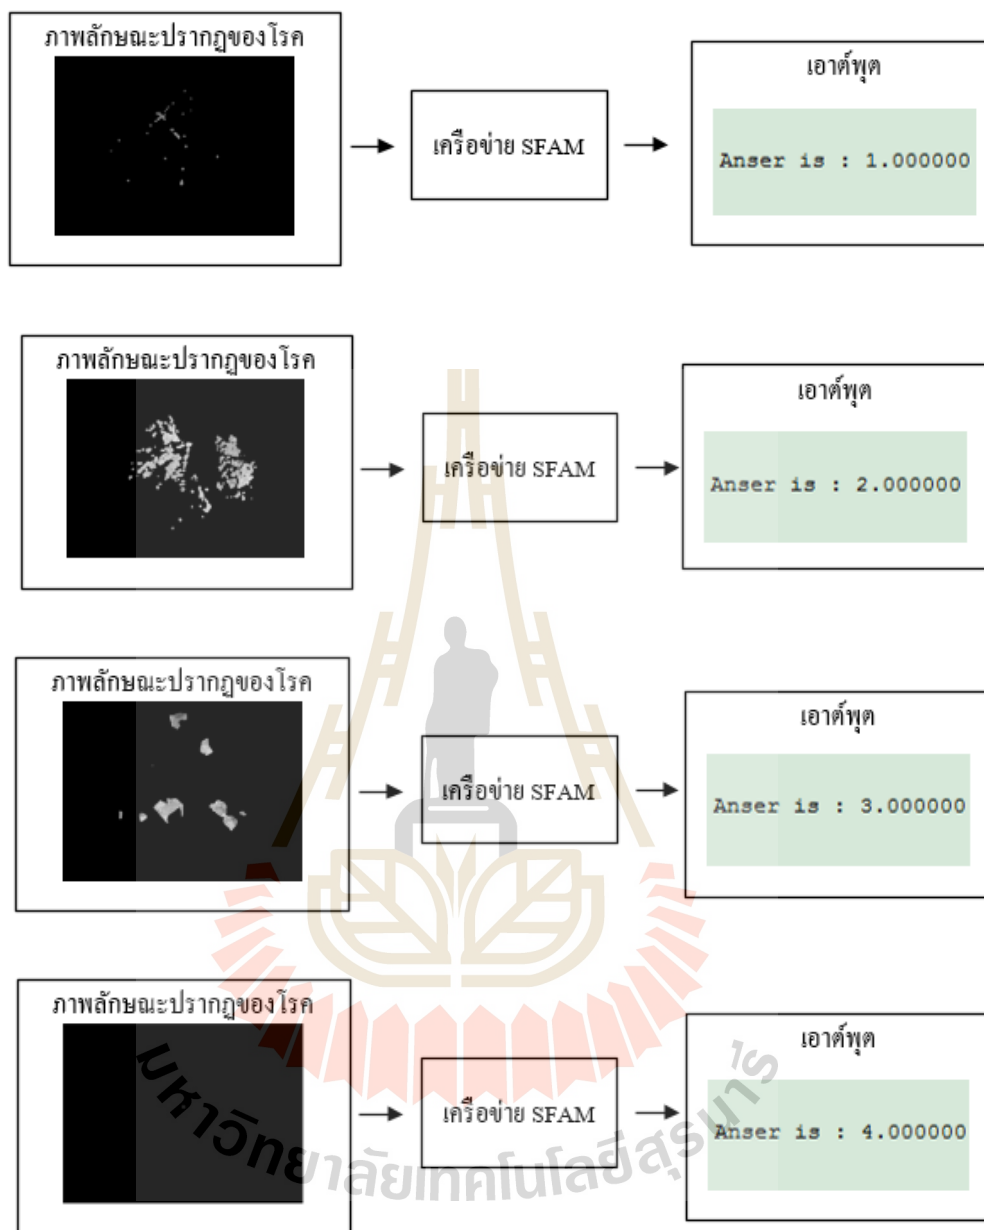 ภาพลักษณะปรากฏของโรค
เครือข่าย SFAM
เอาต์พุต
Anser is : 1.000000
ภาพลักษณะปรากฏของโรค
เครือข่าย SFAM
เอาต์พุต
Anser is : 2.000000
ภาพลักษณะปรากฏของโรค
เครือข่าย SFAM
เอาต์พุต
Anser is : 3.000000
ภาพลักษณะปรากฏของโรค
เครือข่าย SFAM
เอาต์พุต
Anser is : 4.000000
มหาวิทยาลัยเทคโนโลยีสุรนารี